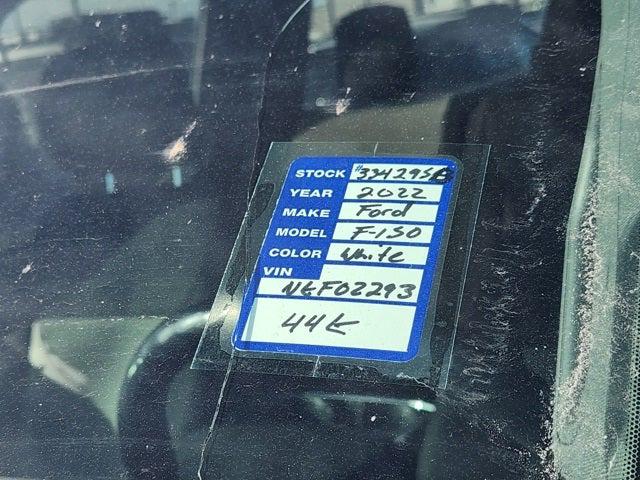 STOCK #334295B
YEAR 2022
MAKE Ford
MODEL F-150
COLOR White
VIN
NKF02293
44K